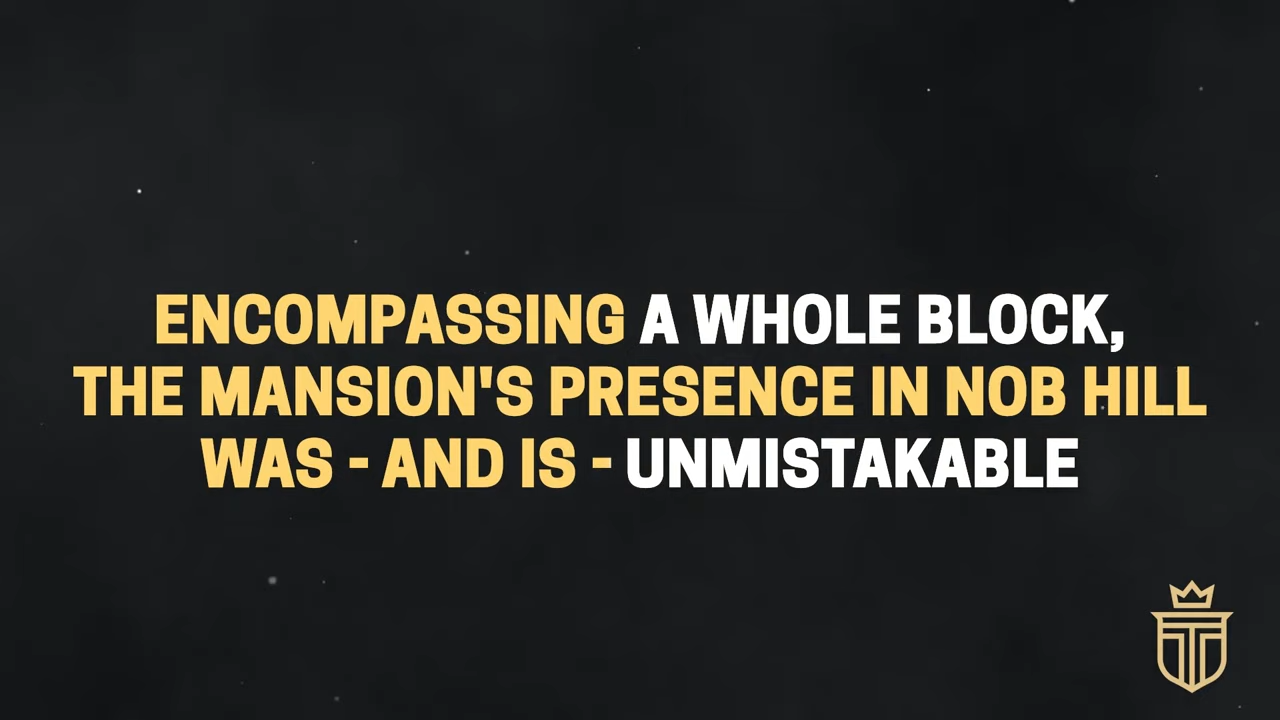 ENCOMPASSING A WHOLE BLOCK,
THE MANSION'S PRESENCE IN NOB HILL
WAS - AND IS - UNMISTAKABLE